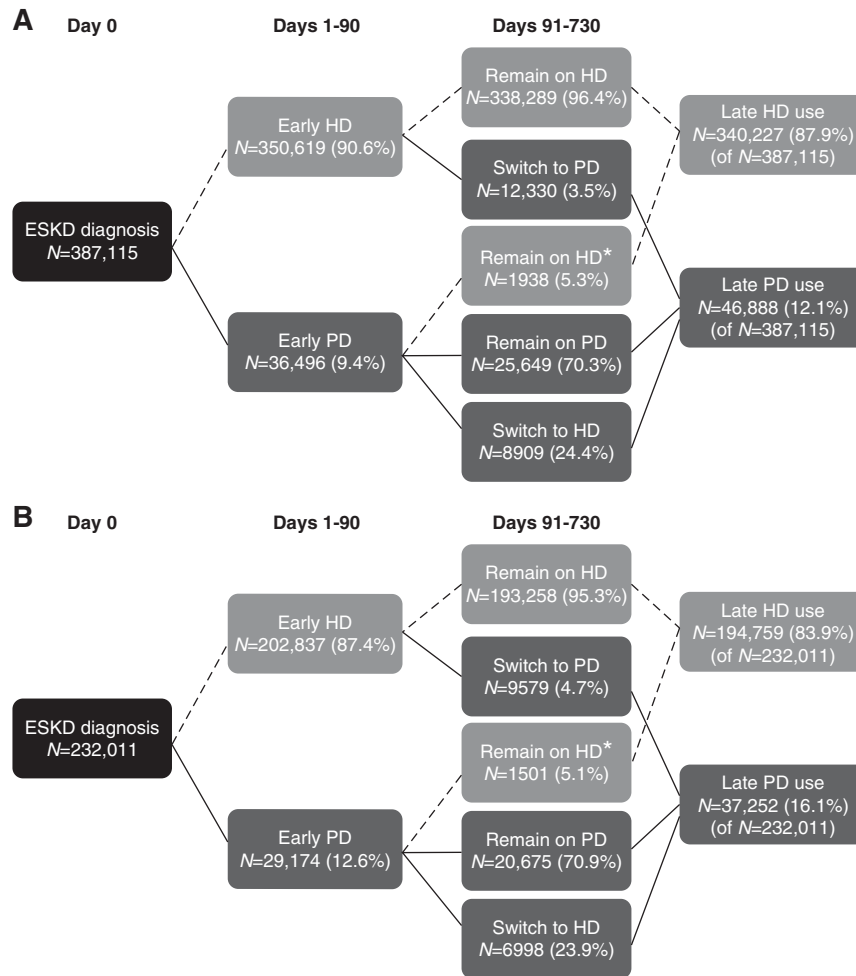 A
Day 0
Days 1-90
Days 91-730
ESKD diagnosis
N=387,115
Early HD
N=350,619 (90.6%)
Early PD
N=36,496 (9.4%)
Remain on HD
N=338,289 (96.4%)
Switch to PD
N=12,330 (3.5%)
Remain on HD*
N=1938 (5.3%)
Remain on PD
N=25,649 (70.3%)
Switch to HD
N=8909 (24.4%)
Late HD use
N=340,227 (87.9%)
(of N=387,115)
Late PD use
N=46,888 (12.1%)
(of N=387,115)
B
Day 0
Days 1-90
Days 91-730
ESKD diagnosis
N=232,011
Early HD
N=202,837 (87.4%)
Early PD
N=29,174 (12.6%)
Remain on HD
N=193,258 (95.3%)
Switch to PD
N=9579 (4.7%)
Remain on HD*
N=1501 (5.1%)
Remain on PD
N=20,675 (70.9%)
Switch to HD
N=6998 (23.9%)
Late HD use
N=194,759 (83.9%)
(of N=232,011)
Late PD use
N=37,252 (16.1%)
(of N=232,011)